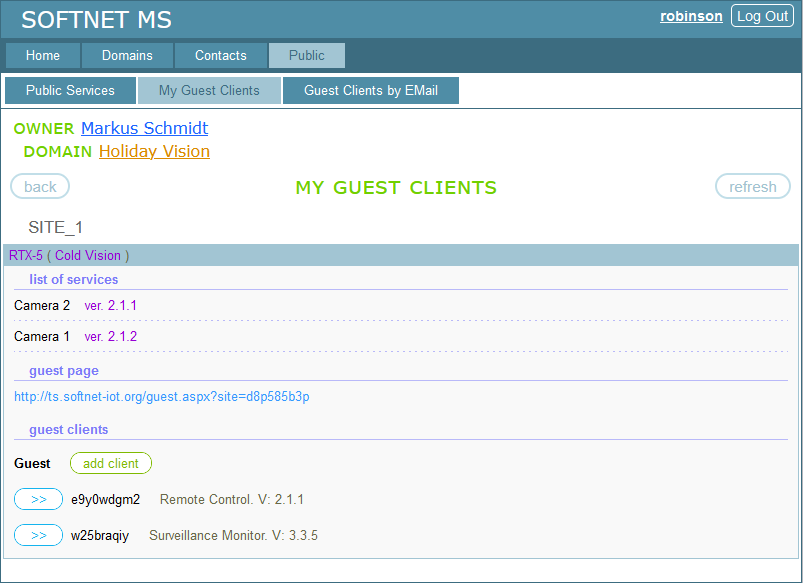 SOFTNET MS
robinson Log Out
Home Domains Contacts Public
Public Services My Guest Clients Guest Clients by EMail
OWNER Markus Schmidt
DOMAIN Holiday Vision
back MY GUEST CLIENTS refresh
SITE_1
RTX-5 ( Cold Vision )
list of services
Camera 2 ver. 2.1.1
Camera 1 ver. 2.1.2
guest page
http://ts.softnet-iot.org/guest.aspx?site=d8p585b3p
guest clients
Guest add client
>> e9y0wdgm2 Remote Control. V: 2.1.1
>> w25braqiy Surveillance Monitor. V: 3.3.5